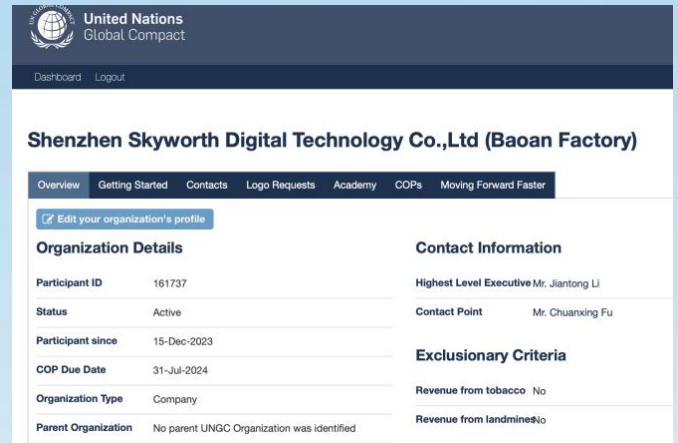 United Nations
Global Compact
Dashboard Logout
Shenzhen Skyworth Digital Technology Co.,Ltd (Baoan Factory)
Overview Getting Started Contacts Logo Requests Academy COPs Moving Forward Faster
Edit your organization's profile
Organization Details
Participant ID 161737
Status Active
Participant since 15-Dec-2023
COP Due Date 31-Jul-2024
Organization Type Company
Parent Organization No parent UNGC Organization was identified
Contact Information
Highest Level Executive Mr. Jiantong Li
Contact Point Mr. Chuanxing Fu
Exclusionary Criteria
Revenue from tobacco No
Revenue from landmines No